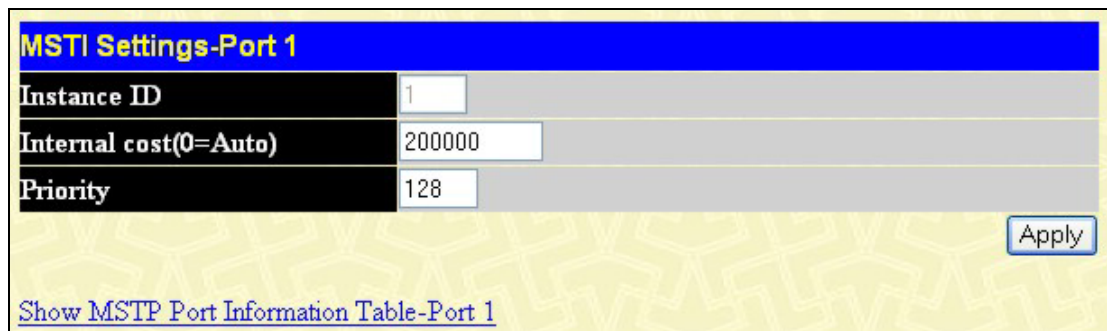 MSTI Settings-Port 1
Instance ID 1
Internal cost(0=Auto) 200000
Priority 128
Apply
Show MSTP Port Information Table-Port 1